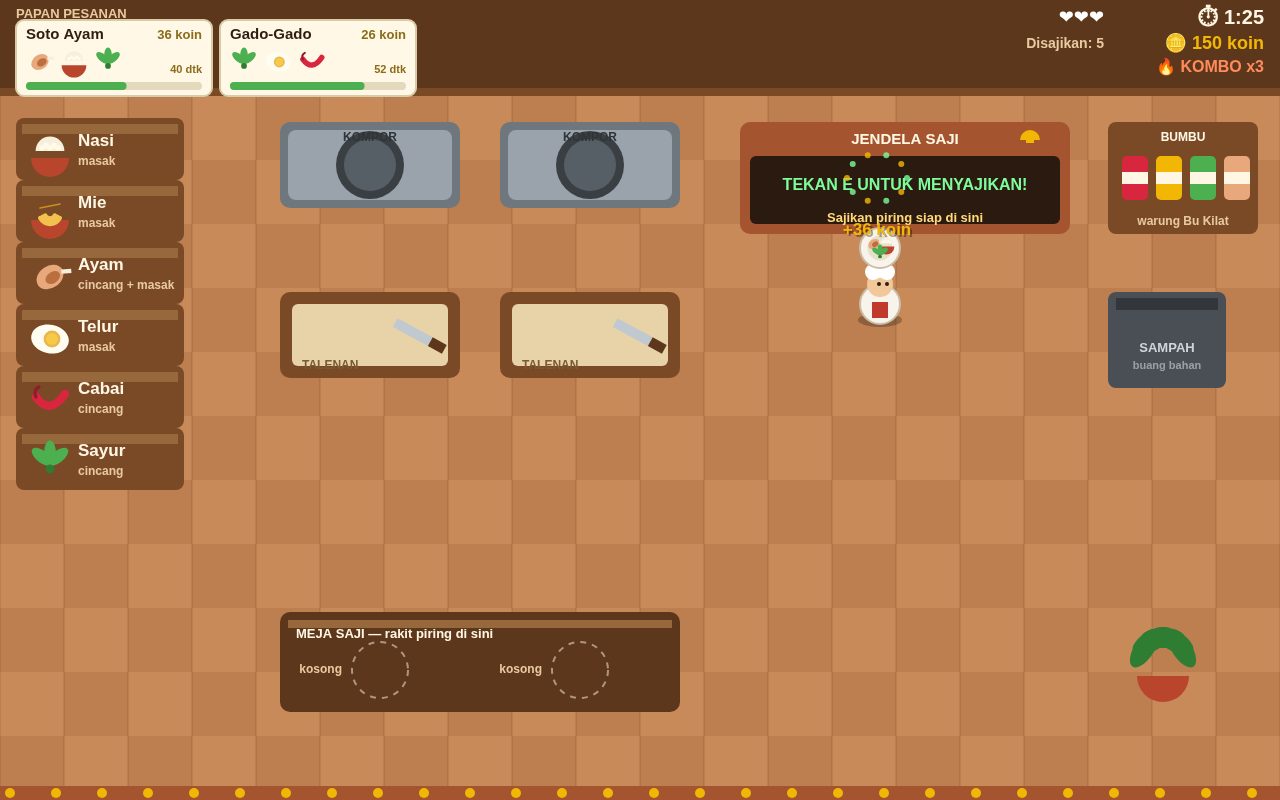 PAPAN PESANAN
Soto Ayam 36 koin
40 dtk
Gado-Gado 26 koin
52 dtk
❤❤❤
Disajikan: 5
⏱ 1:25
🪙 150 koin
🔥 KOMBO x3
Nasi
masak
Mie
masak
Ayam
cincang + masak
Telur
masak
Cabai
cincang
Sayur
cincang
KOMPOR
KOMPOR
TALENAN
TALENAN
JENDELA SAJI
TEKAN E UNTUK MENYAJIKAN!
Sajikan piring siap di sini
+36 koin
BUMBU
warung Bu Kilat
SAMPAH
buang bahan
MEJA SAJI — rakit piring di sini
kosong
kosong